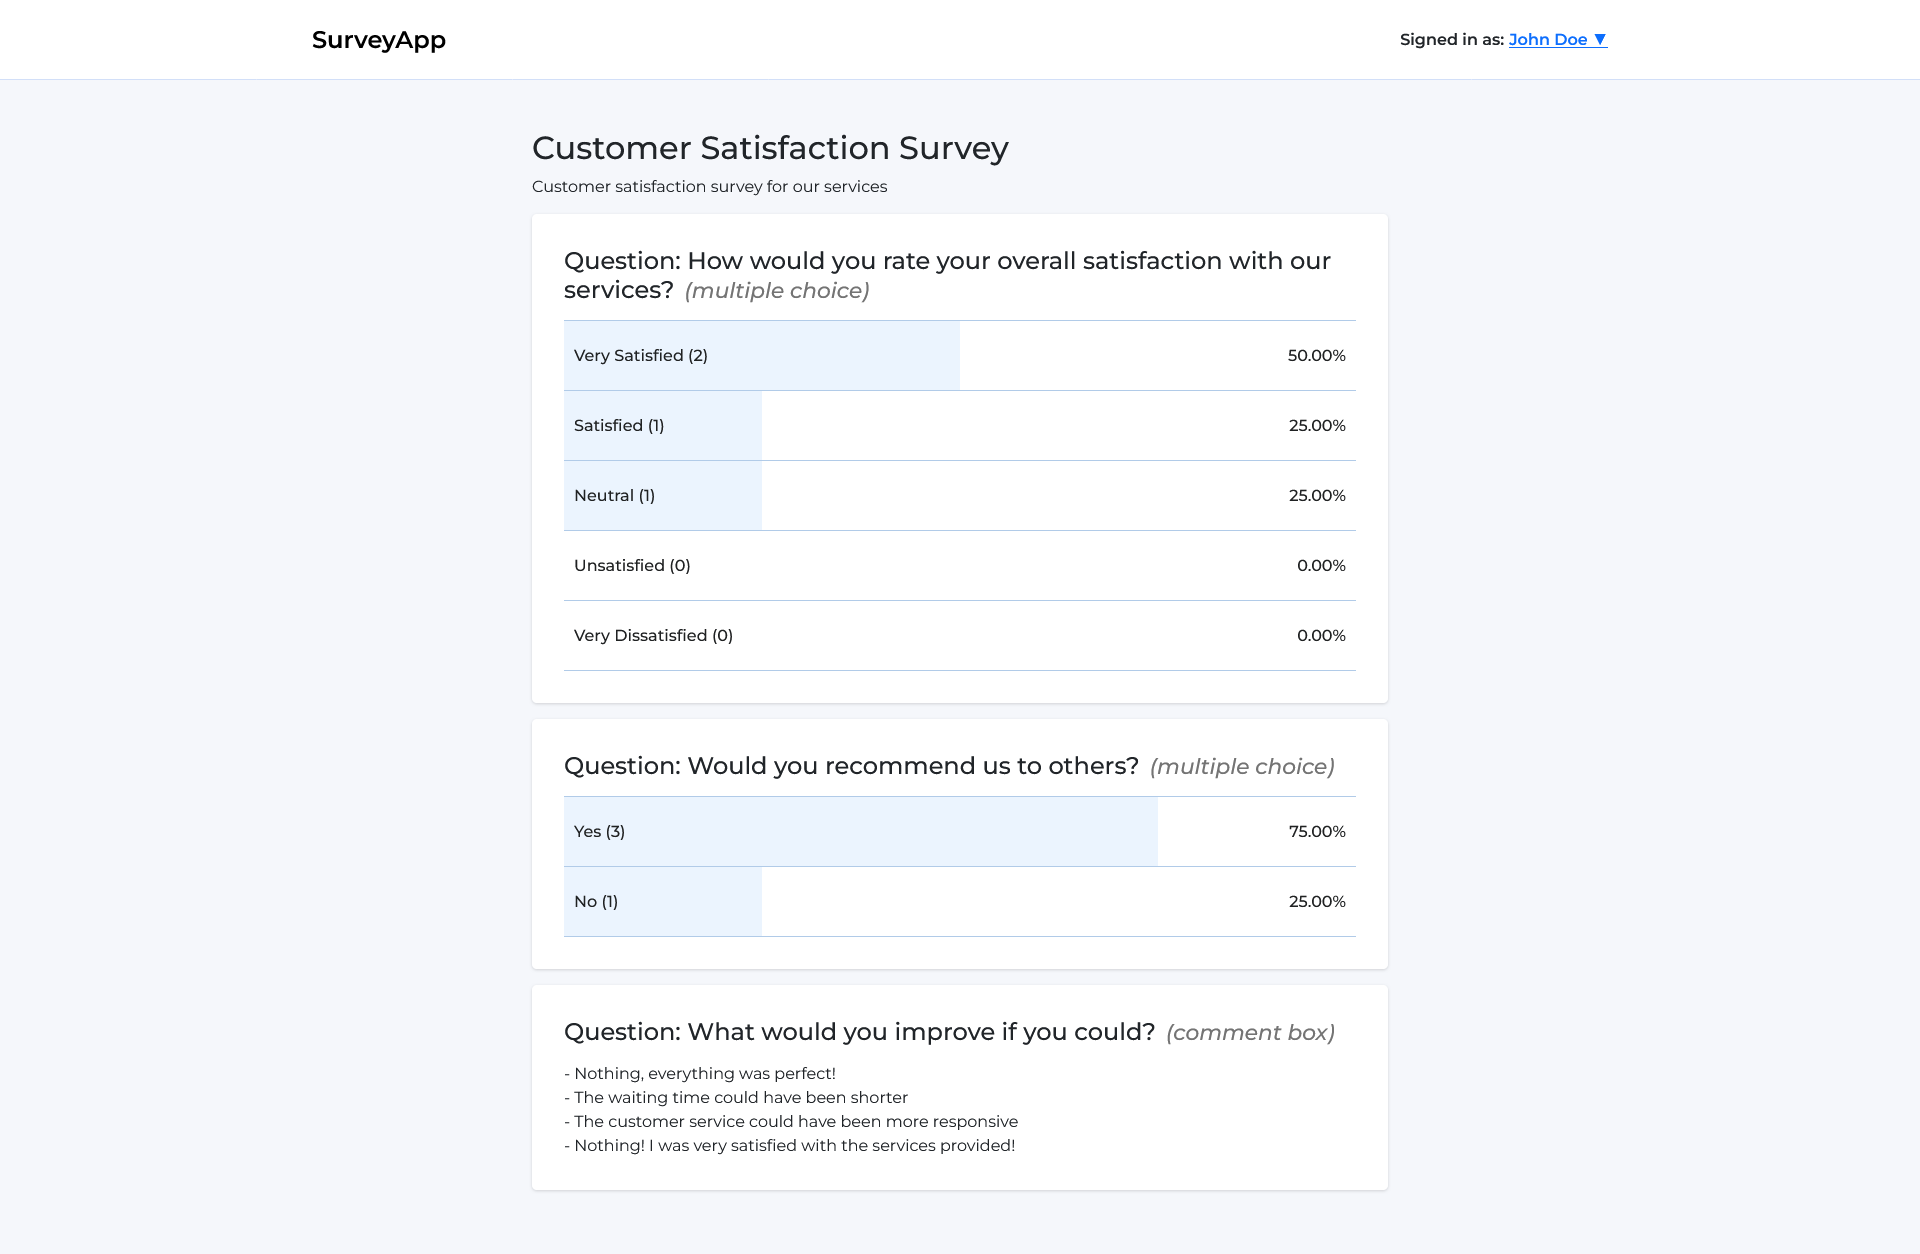 SurveyApp
Signed in as: John Doe ▼
Customer Satisfaction Survey
Customer satisfaction survey for our services
Question: How would you rate your overall satisfaction with our
services? (multiple choice)
Very Satisfied (2) 50.00%
Satisfied (1) 25.00%
Neutral (1) 25.00%
Unsatisfied (0) 0.00%
Very Dissatisfied (0) 0.00%
Question: Would you recommend us to others? (multiple choice)
Yes (3) 75.00%
No (1) 25.00%
Question: What would you improve if you could? (comment box)
- Nothing, everything was perfect!
- The waiting time could have been shorter
- The customer service could have been more responsive
- Nothing! I was very satisfied with the services provided!